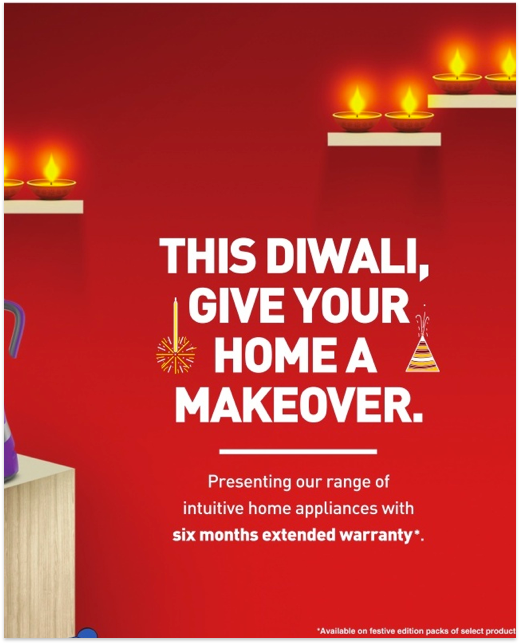 THIS DIWALI,
GIVE YOUR
HOME A
MAKEOVER.
Presenting our range of
intuitive home appliances with
six months extended warranty*.
*Available on festive edition packs of select product